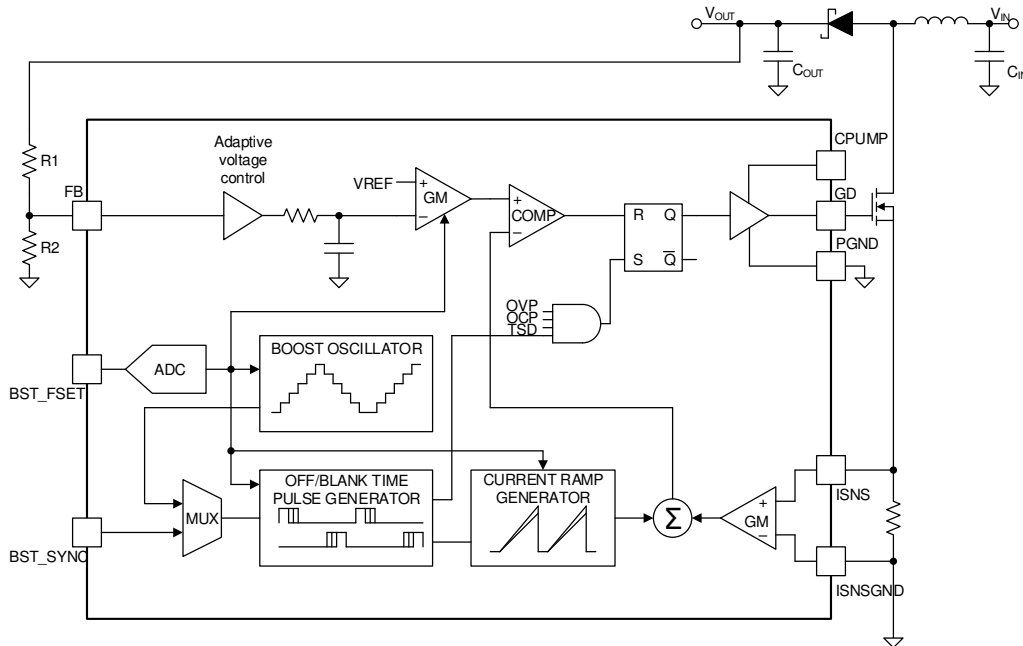 VOUT
VIN
COUT
CIN
Adaptive
voltage
control
CPUMP
R1
FB
VREF
+
GM
−
+
COMP
−
R Q
S Q
GD
R2
PGND
OVP
OCP
TSD
BOOST OSCILLATOR
ADC
BST_FSET
OFF/BLANK TIME
PULSE GENERATOR
CURRENT RAMP
GENERATOR
ISNS
MUX
Σ
+
GM
−
BST_SYNC
ISNSGND